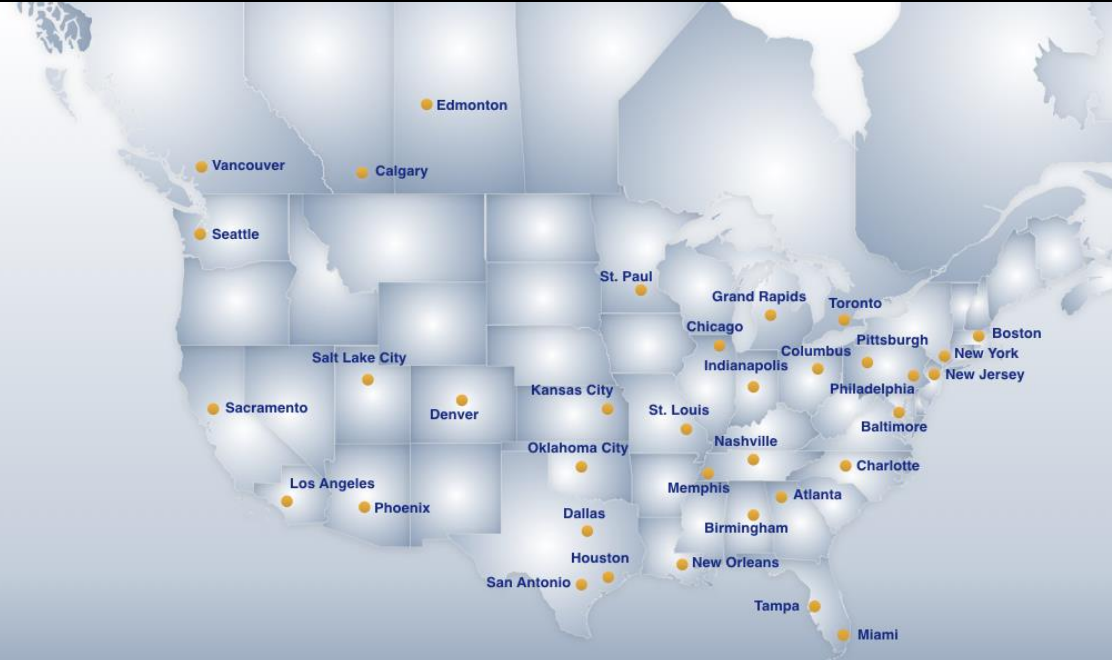 Edmonton
Vancouver
Calgary
Seattle
St. Paul
Grand Rapids
Toronto
Chicago
Boston
Pittsburgh
Columbus
New York
Salt Lake City
Indianapolis
New Jersey
Kansas City
Philadelphia
Sacramento
Denver
St. Louis
Baltimore
Nashville
Oklahoma City
Charlotte
Los Angeles
Memphis
Atlanta
Phoenix
Dallas
Birmingham
Houston
New Orleans
San Antonio
Tampa
Miami